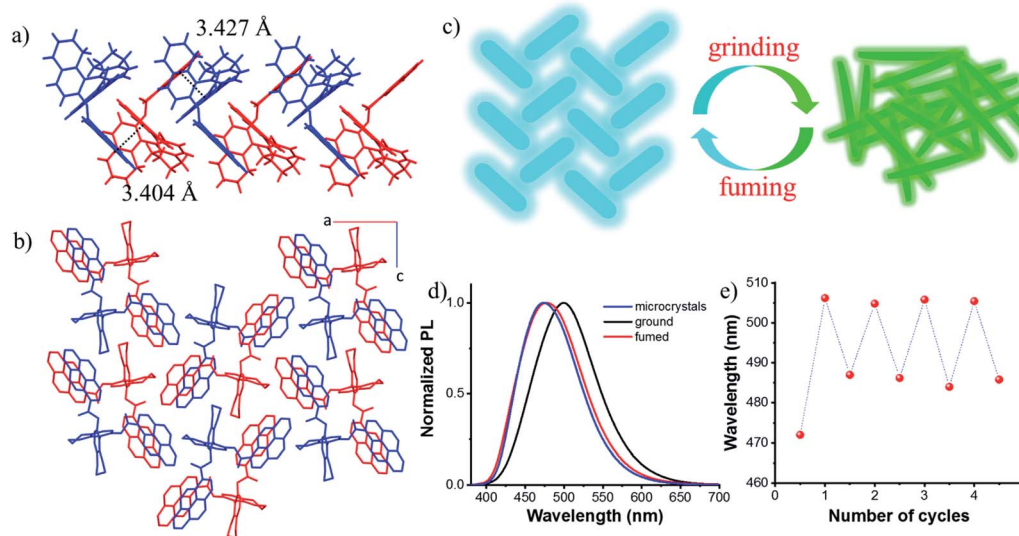 a)
3.427 Å
3.404 Å
b)
a
c
c)
grinding
fuming
d)
1.0
0.5
0.0
Normalized PL
microcrystals
ground
fumed
400 450 500 550 600 650 700
Wavelength (nm)
e)
510
500
490
480
470
460
Wavelength (nm)
0 1 2 3 4
Number of cycles